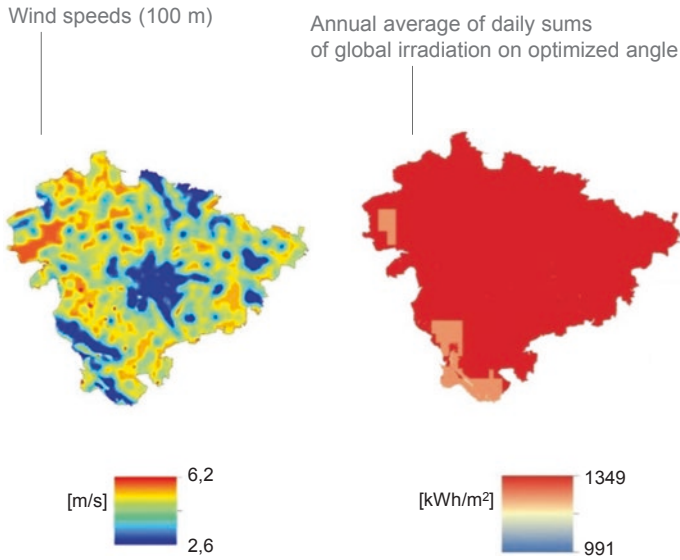 Wind speeds (100 m)
Annual average of daily sums
of global irradiation on optimized angle
6,2
[m/s]
2,6
1349
[kWh/m²]
991